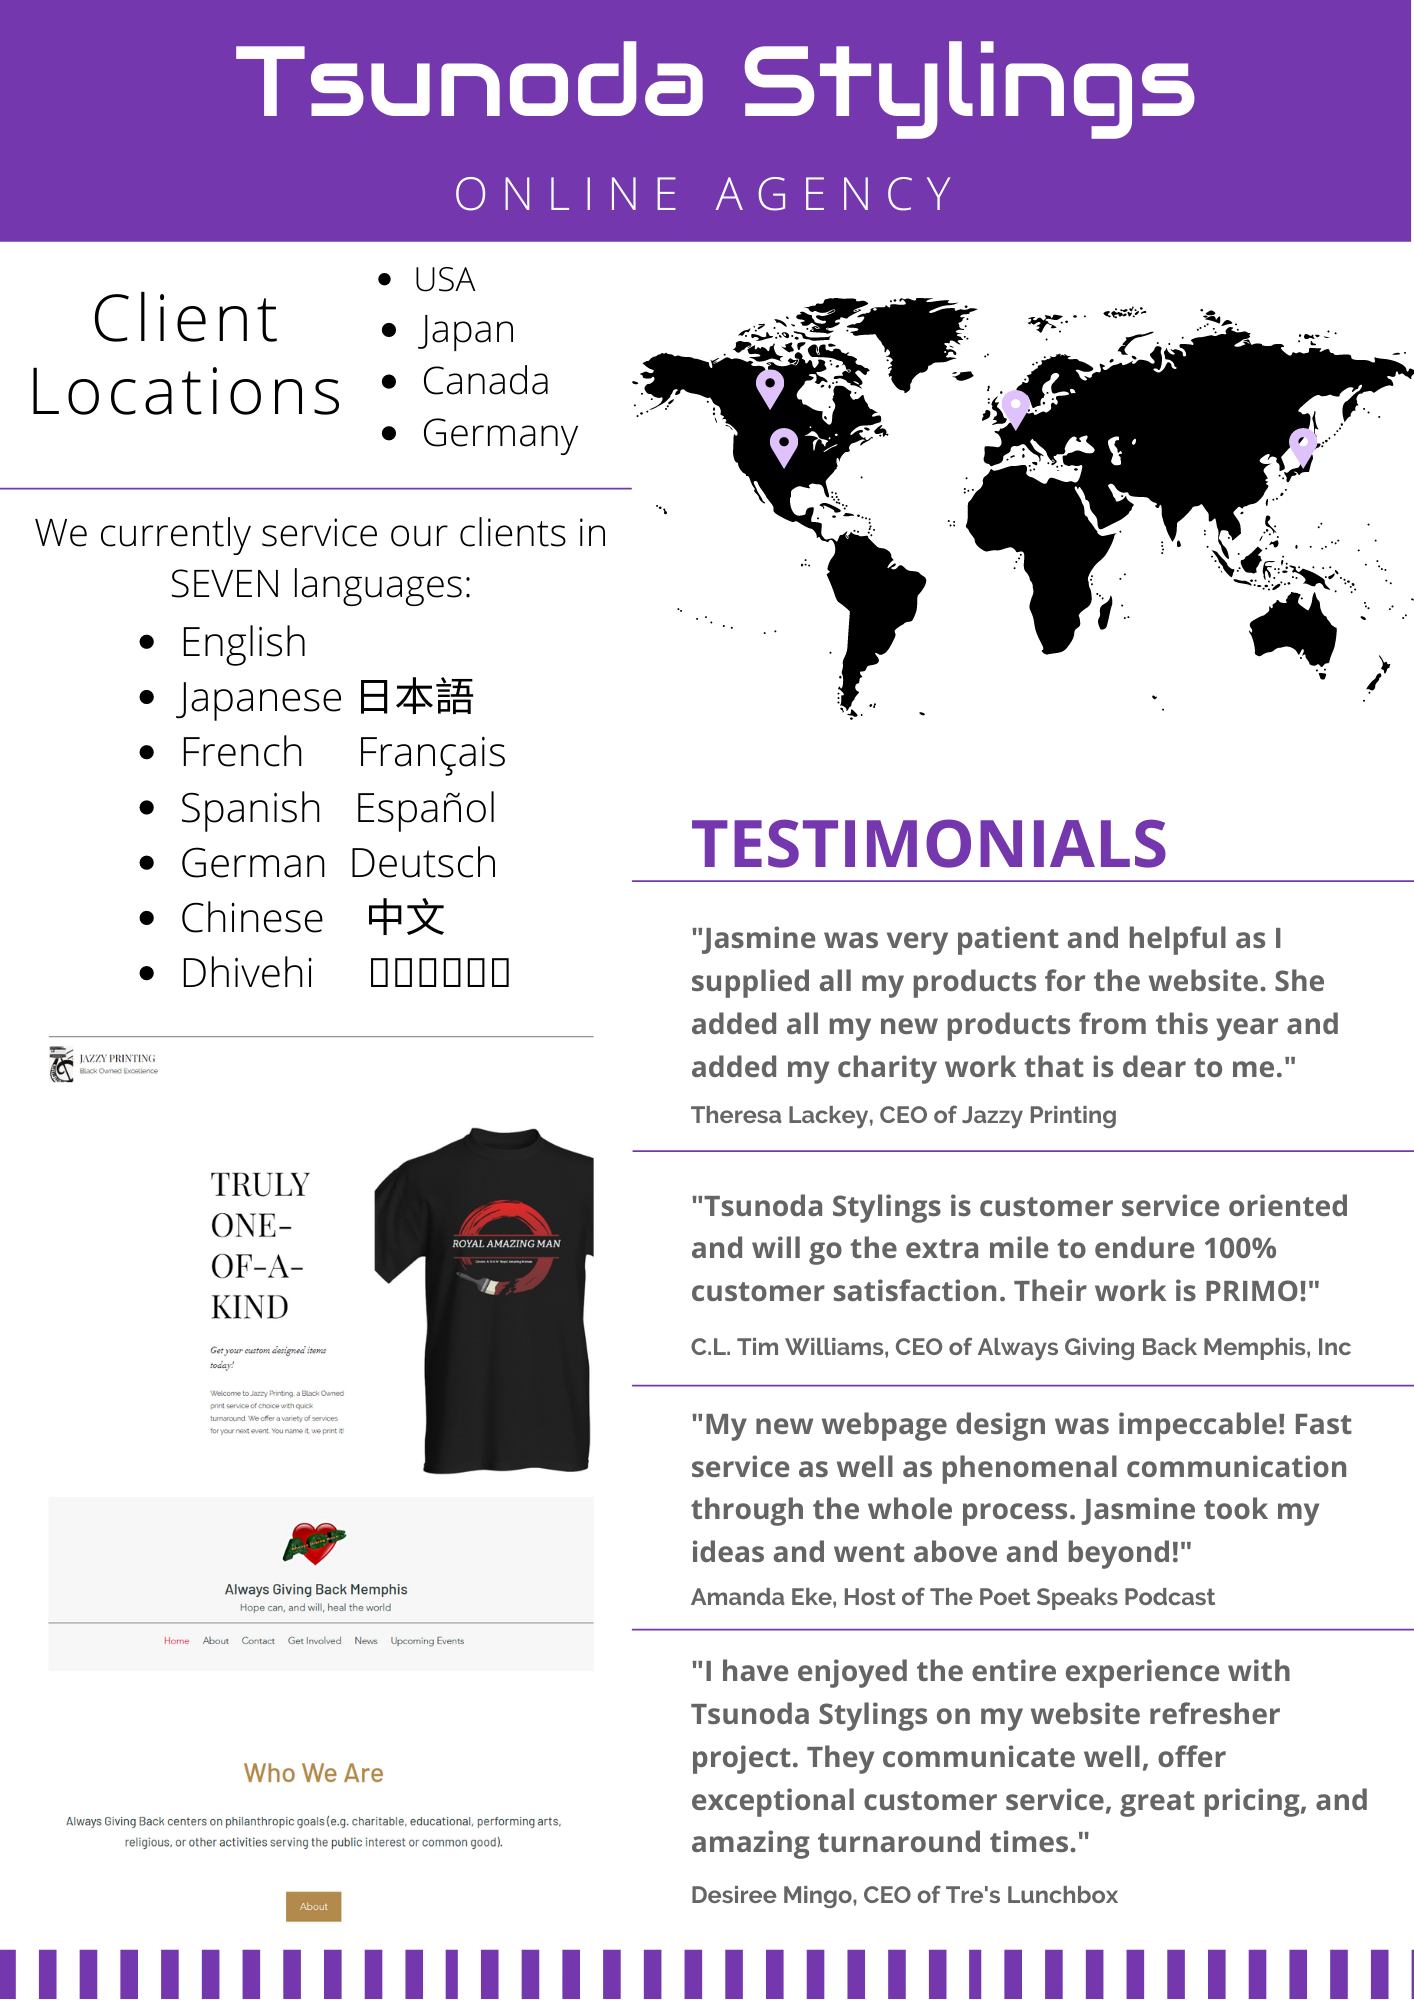 Tsunoda Stylings
ONLINE AGENCY
Client
Locations
USA
Japan
Canada
Germany
We currently service our clients in
SEVEN languages:
English
Japanese 日本語
French Français
Spanish Español
German Deutsch
Chinese 中文
Dhivehi
JAZZY PRINTING
Black Owned Excellence
TRULY
ONE-
OF-A-
KIND
Get your custom designed items
today!
Welcome to Jazzy Printing, a Black Owned
print service of choice with quick
turnaround. We offer a variety of services
for your next event. You name it, we print it!
ROYAL AMAZING MAN
Always Giving Back Memphis
Hope can, and will, heal the world
Home About Contact Get Involved News Upcoming Events
Who We Are
Always Giving Back centers on philanthropic goals (e.g. charitable, educational, performing arts,
religious, or other activities serving the public interest or common good).
About
TESTIMONIALS
"Jasmine was very patient and helpful as I
supplied all my products for the website. She
added all my new products from this year and
added my charity work that is dear to me."
Theresa Lackey, CEO of Jazzy Printing
"Tsunoda Stylings is customer service oriented
and will go the extra mile to endure 100%
customer satisfaction. Their work is PRIMO!"
C.L. Tim Williams, CEO of Always Giving Back Memphis, Inc
"My new webpage design was impeccable! Fast
service as well as phenomenal communication
through the whole process. Jasmine took my
ideas and went above and beyond!"
Amanda Eke, Host of The Poet Speaks Podcast
"I have enjoyed the entire experience with
Tsunoda Stylings on my website refresher
project. They communicate well, offer
exceptional customer service, great pricing, and
amazing turnaround times."
Desiree Mingo, CEO of Tre's Lunchbox